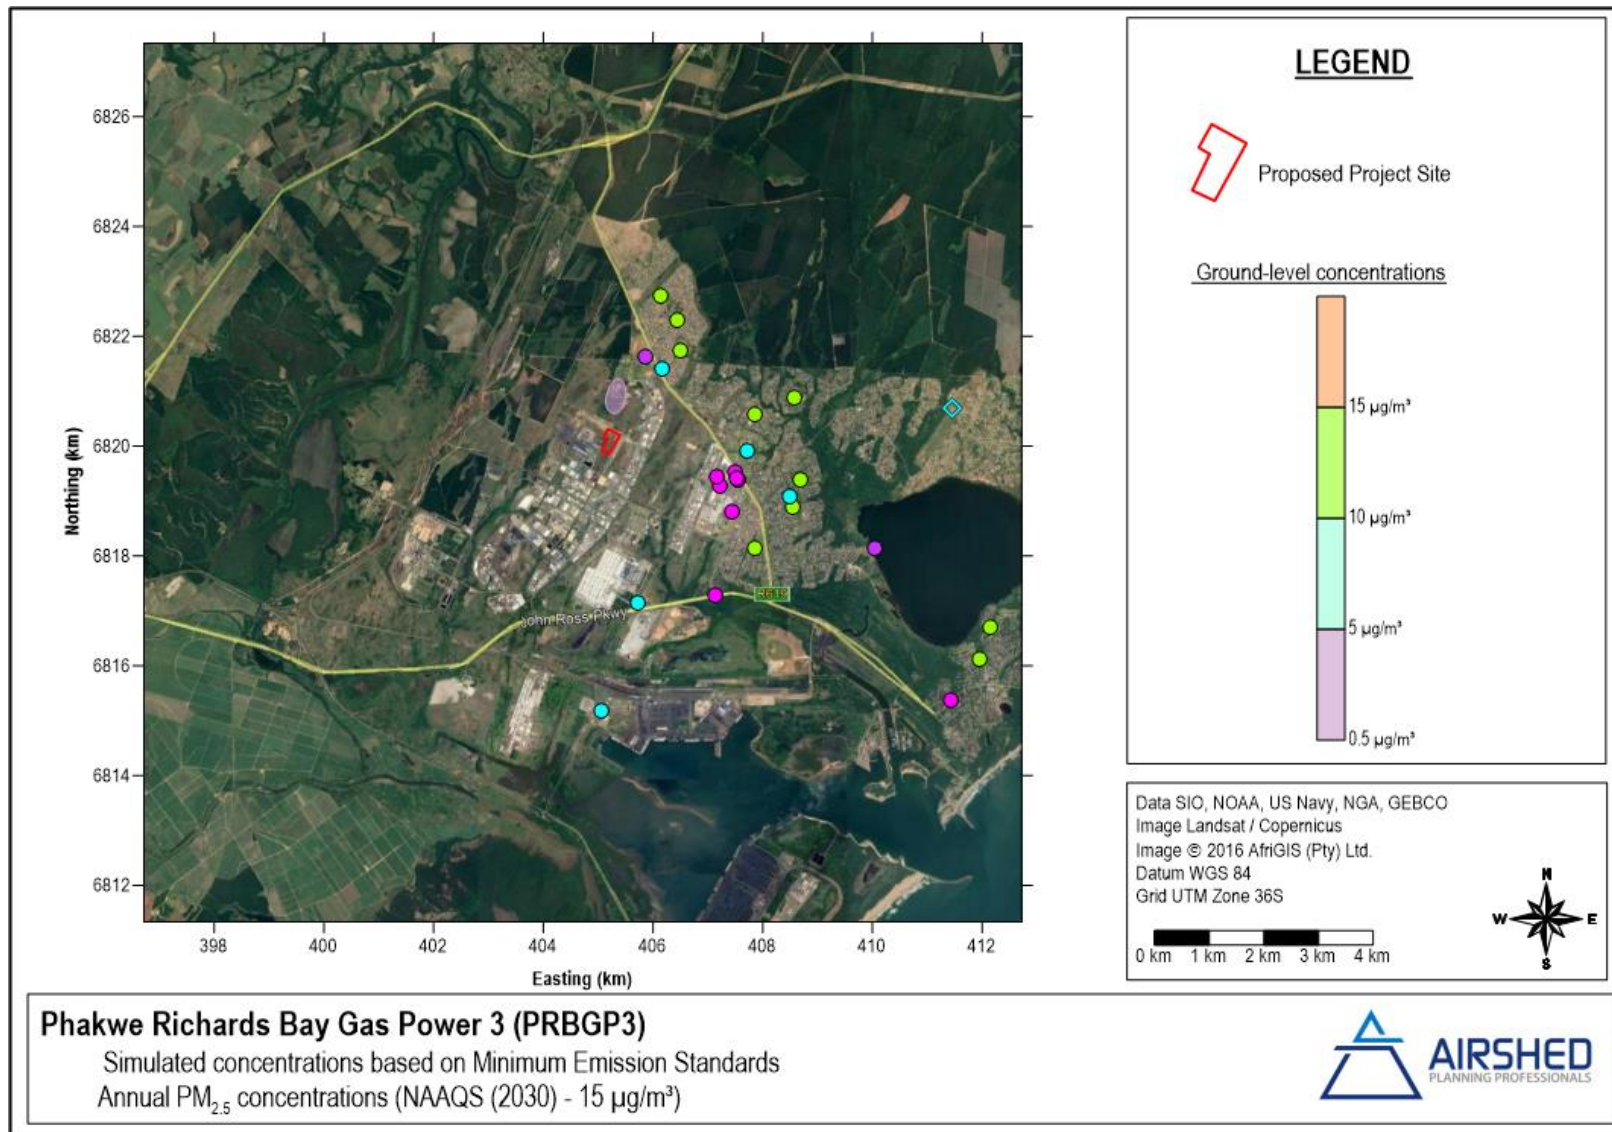 6826
6824
6822
6820
6818
6816
6814
6812
Northing (km)
398
400
402
404
406
408
410
412
Easting (km)
John Ross Pkwy
LEGEND
Proposed Project Site
Ground-level concentrations
15 µg/m³
10 µg/m³
5 µg/m³
0.5 µg/m³
Data SIO, NOAA, US Navy, NGA, GEBCO
Image Landsat / Copernicus
Image © 2016 AfriGIS (Pty) Ltd.
Datum WGS 84
Grid UTM Zone 36S
0 km 1 km 2 km 3 km 4 km
N
W E
S
Phakwe Richards Bay Gas Power 3 (PRBGP3)
Simulated concentrations based on Minimum Emission Standards
Annual PM2.5 concentrations (NAAQS (2030) - 15 µg/m³)
AIRSHED
PLANNING PROFESSIONALS